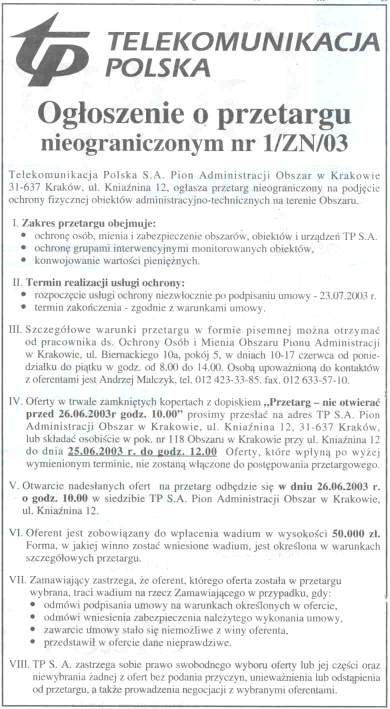 tp TELEKOMUNIKACJA
POLSKA
Ogłoszenie o przetargu
nieograniczonym nr 1/ZN/03
Telekomunikacja Polska S.A. Pion Administracji Obszar w Krakowie
31-637 Kraków, ul. Kniaźnina 12, ogłasza przetarg nieograniczony na podjęcie
ochrony fizycznej obiektów administracyjno-technicznych na terenie Obszaru.
I. Zakres przetargu obejmuje:
• ochronę osób, mienia i zabezpieczenie obszarów, obiektów i urządzeń TP S.A.
• ochronę grupami interwencyjnymi monitorowanych obiektów,
• konwojowanie wartości pieniężnych.
II. Termin realizacji usługi ochrony:
• rozpoczęcie usługi ochrony niezwłocznie po podpisaniu umowy - 23.07.2003 r.
• termin zakończenia - zgodnie z warunkami umowy.
III. Szczegółowe warunki przetargu w formie pisemnej można otrzymać
od pracownika ds. Ochrony Osób i Mienia Obszaru Pionu Administracji
w Krakowie, ul. Biernackiego 10a, pokój 5, w dniach 10-17 czerwca od ponie-
działku do piątku w godz. od 8.00 do 14.00. Osobą upoważnioną do kontaktów
z oferentami jest Andrzej Malczyk, tel. 012 423-33-85. fax. 012 633-57-10.
IV. Oferty w trwale zamkniętych kopertach z dopiskiem „Przetarg – nie otwierać
przed 26.06.2003r godz. 10.00” prosimy przesłać na adres TP S.A. Pion
Administracji Obszar w Krakowie, ul. Kniaźnina 12, 31-637 Kraków,
lub składać osobiście w pok. nr 118 Obszaru w Krakowie przy ul. Kniaźnina 12
do dnia 25.06.2003 r. do godz. 12.00 Oferty, które wpłyną po wyżej
wymienionym terminie, nie zostaną włączone do postępowania przetargowego.
V. Otwarcie nadesłanych ofert na przetarg odbędzie się w dniu 26.06.2003 r.
o godz. 10.00 w siedzibie TP S.A. Pion Administracji Obszar w Krakowie,
ul. Kniaźnina 12.
VI. Oferent jest zobowiązany do wpłacenia wadium w wysokości 50.000 zł.
Forma, w jakiej winno zostać wniesione wadium, jest określona w warunkach
szczegółowych przetargu.
VII. Zamawiający zastrzega, że oferent, którego oferta została w przetargu
wybrana, traci wadium na rzecz Zamawiającego w przypadku, gdy:
• odmówi podpisania umowy na warunkach określonych w ofercie,
• odmówi wniesienia zabezpieczenia należytego wykonania umowy,
• zawarcie umowy stało się niemożliwe z winy oferenta,
• przedstawił w ofercie dane nieprawdziwe.
VIII. TP S. A. zastrzega sobie prawo swobodnego wyboru oferty lub jej części oraz
niewybrania żadnej z ofert bez podania przyczyn, unieważnienia lub odstąpienia
od przetargu, a także prowadzenia negocjacji z wybranymi oferentami.